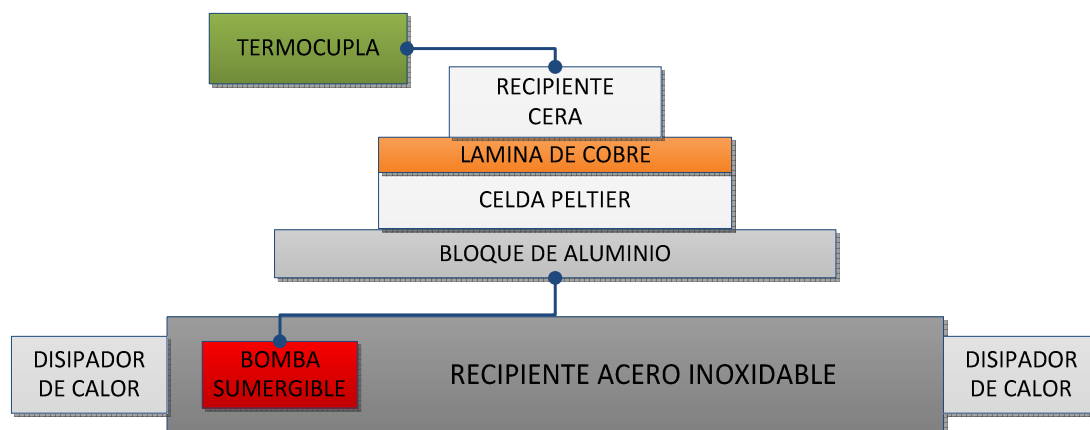 TERMOCUPLA
RECIPIENTE
CERA
LAMINA DE COBRE
CELDA PELTIER
BLOQUE DE ALUMINIO
DISIPADOR
DE CALOR
BOMBA
SUMERGIBLE
RECIPIENTE ACERO INOXIDABLE
DISIPADOR
DE CALOR